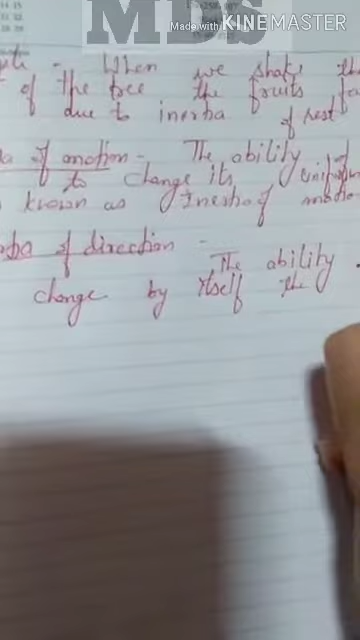 MDS
Made with KINEMASTER
When we shake the
of the tree the fruits fa
due to inertia of rest
a of motion - The ability
to change its uniform
known as Inertia of motion
of direction -
The ability
change by itself the